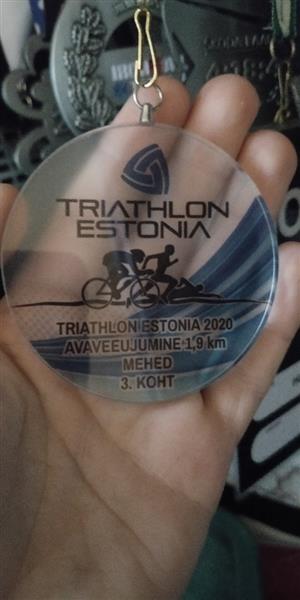 TRIATHLON
ESTONIA
TRIATHLON ESTONIA 2020
AVAVEEUJUMINE 1,9 km
MEHED
3. KOHT